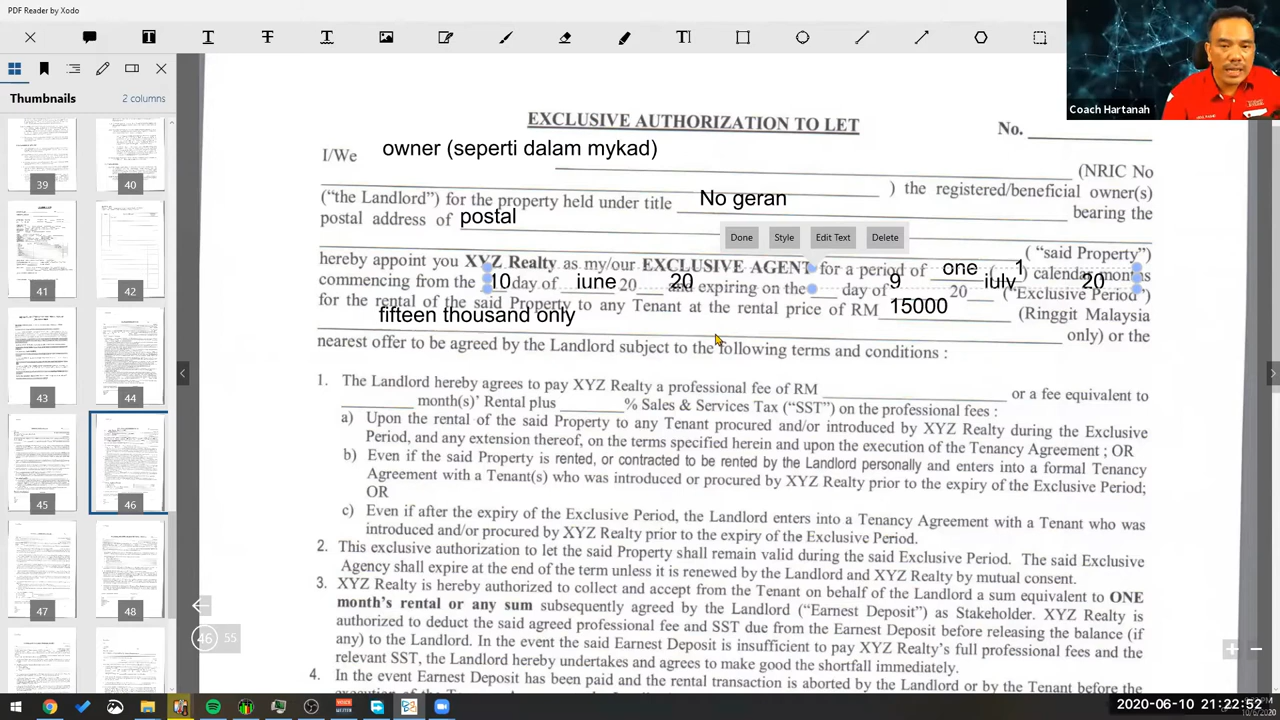 PDF Reader by Xodo
Thumbnails
2 columns
39
40
41
42
43
44
45
46
47
48
46 55
EXCLUSIVE AUTHORIZATION TO LET
No.
I/We owner (seperti dalam mykad)
(NRIC No
) the registered/beneficial owner(s)
("the Landlord") for the property held under title No geran bearing the
postal address of postal
Done Style Edit Text Delete
( "said Property")
hereby appoint you XYZ Realty as my/our EXCLUSIVE AGENT for a period of one ( 1 ) calendar months
commencing from the 10 day of june 20 20 and expiring on the 9 day of july 20 20 ("Exclusive Period")
for the rental of the said Property to any Tenant at the rental price of RM 15000 (Ringgit Malaysia
fifteen thousand only only) or the
nearest offer to be agreed by the Landlord subject to the following terms and conditions :
1. The Landlord hereby agrees to pay XYZ Realty a professional fee of RM or a fee equivalent to
month(s)' Rental plus % Sales & Services Tax ("SST") on the professional fees :
a) Upon the rental of the said Property to any Tenant procured and/or introduced by XYZ Realty during the Exclusive
Period, and any extension thereof, on the terms specified herein and upon the execution of the Tenancy Agreement ; OR
b) Even if the said Property is rented, or contracted to be rented by the Landlord personally and enters into a formal Tenancy
Agreement with a Tenant(s) who was introduced or procured by XYZ Realty prior to the expiry of the Exclusive Period;
OR
c) Even if after the expiry of the Exclusive Period, the Landlord enters into a Tenancy Agreement with a Tenant who was
introduced and/or procured by XYZ Realty prior to the expiry of the Exclusive Period.
2. This exclusive authorization to let the said Property shall remain valid during the said Exclusive Period. The said Exclusive
Agency shall expire at the end of the term unless it is renewed by the Landlord and XYZ Realty by mutual consent.
3. XYZ Realty is hereby authorized to collect and accept from the Tenant on behalf of the Landlord a sum equivalent to ONE
month's rental or any sum subsequently agreed by the Landlord ("Earnest Deposit") as Stakeholder. XYZ Realty is
authorized to deduct the said agreed professional fee and SST due from the Earnest Deposit before releasing the balance (if
any) to the Landlord. In the event the said Earnest Deposit is insufficient to pay XYZ Realty's full professional fees and the
relevant SST, the Landlord hereby undertakes and agrees to make good the shortfall immediately.
4. In the event Earnest Deposit has been paid and the rental transaction is aborted by the Landlord or/by the Tenant before the
Coach Hartanah
2020-06-10 21:22:52